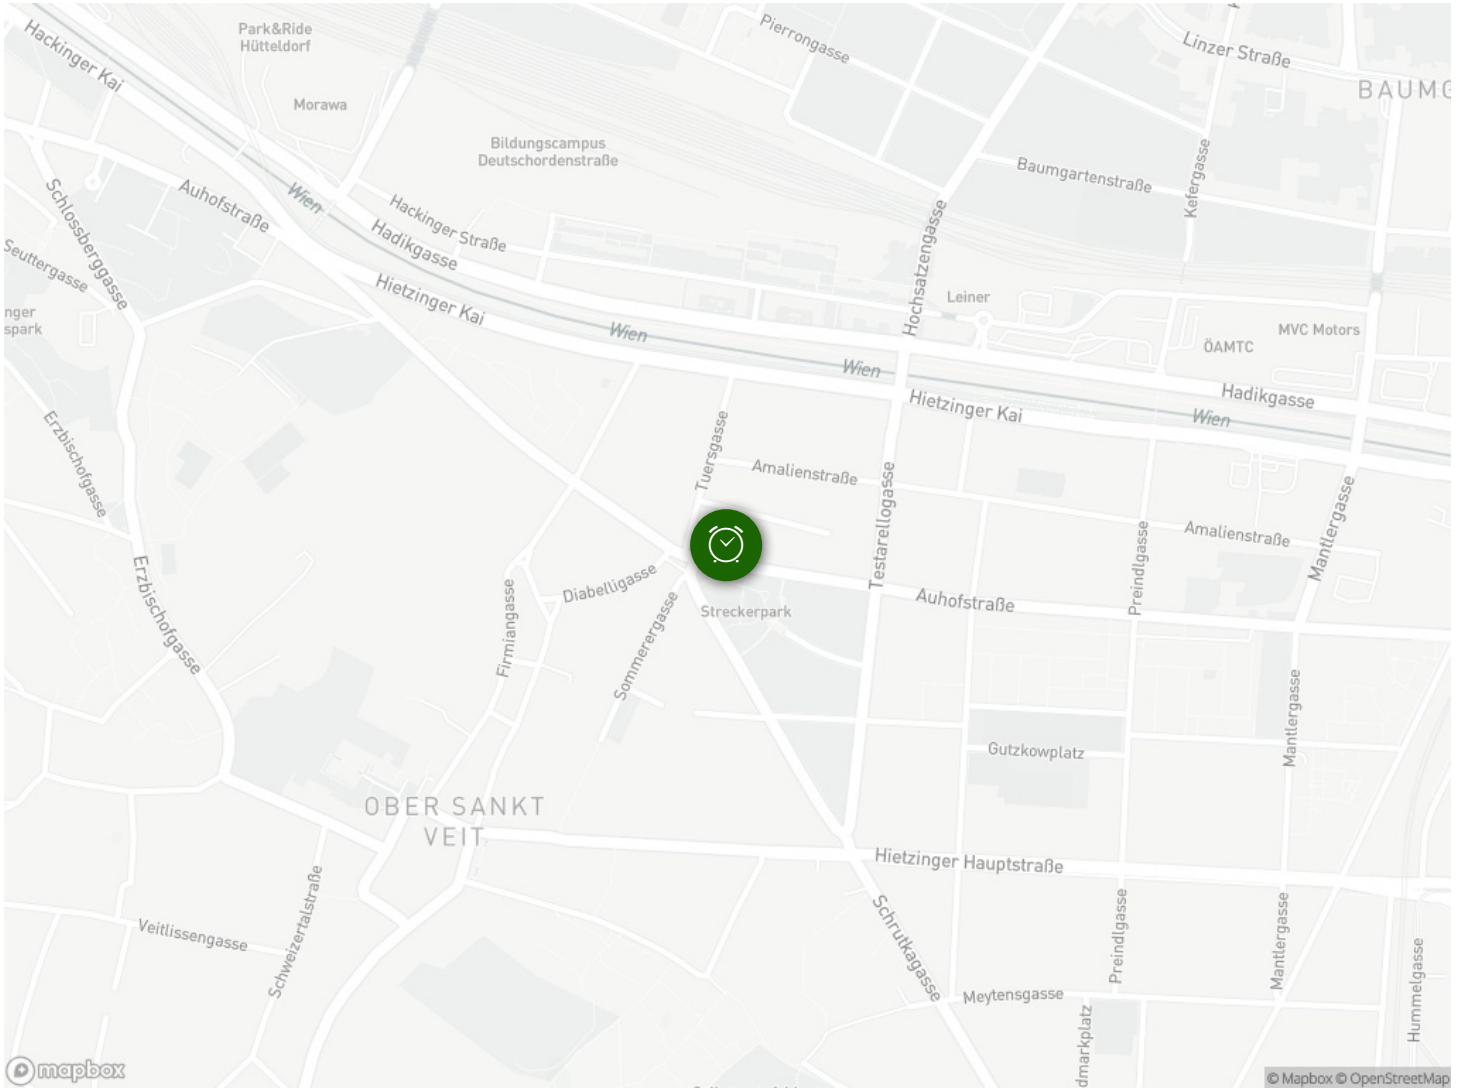 Hackinger Kai
Park&Ride
Hütteldorf
Pierrongasse
Linzer Straße
BAUMG
Morawa
Bildungscampus
Deutschordenstraße
Baumgartenstraße
Kefergasse
Auhofstraße
Wien
Schlossberggasse
Hackinger Straße
Hadikgasse
Hochsatzengasse
Seuttergasse
Hietzinger Kai
Leiner
nger
spark
Wien
MVC Motors
ÖAMTC
Wien
Hadikgasse
Hietzinger Kai
Wien
Erzbischofgasse
Tuersgasse
Amalienstraße
Testarellogasse
Mantlergasse
Amalienstraße
Preindlgasse
Erzbischofgasse
Diabelligasse
Firmiangasse
Sommerergasse
Streckerpark
Auhofstraße
Mantlergasse
Gutzkowplatz
OBER SANKT
VEIT
Hietzinger Hauptstraße
Schweizertalstraße
Veitlissengasse
Schrutkagasse
Preindlgasse
Mantlergasse
Hummelgasse
Meytensgasse
dmarkplatz
mapbox
© Mapbox © OpenStreetMap